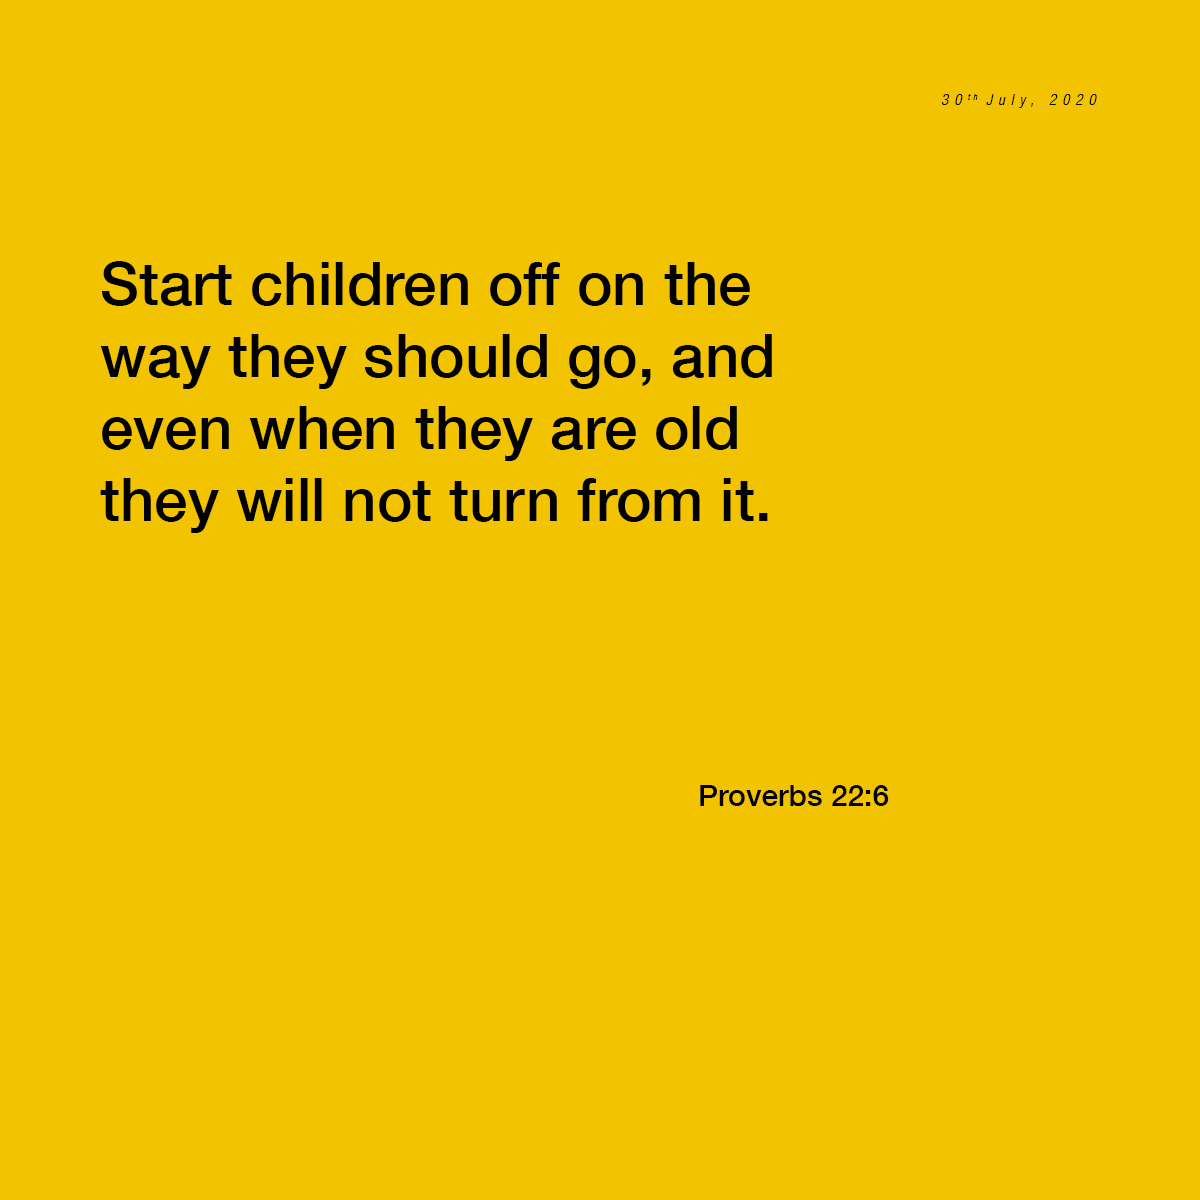 30th July, 2020
Start children off on the
way they should go, and
even when they are old
they will not turn from it.
Proverbs 22:6